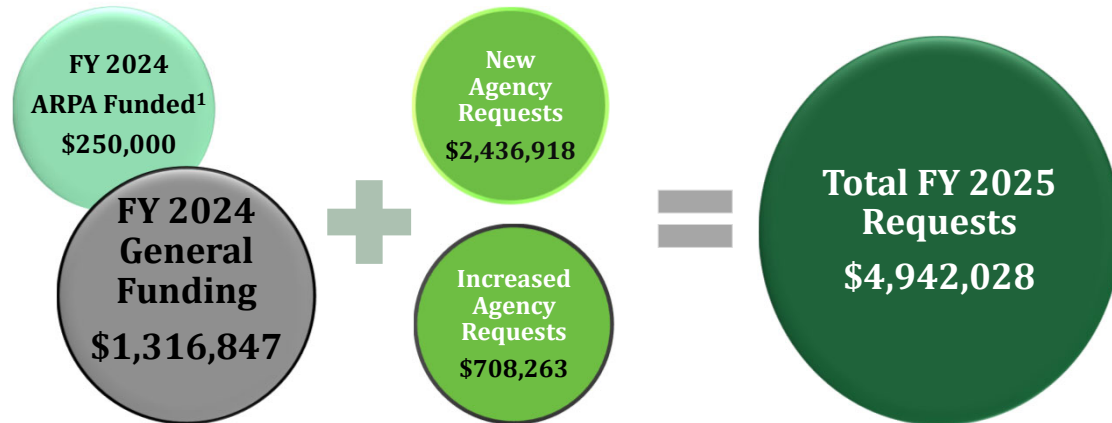 FY 2024
ARPA Funded¹
$250,000
FY 2024
General
Funding
$1,316,847
New
Agency
Requests
$2,436,918
Increased
Agency
Requests
$708,263
Total FY 2025
Requests
$4,942,028